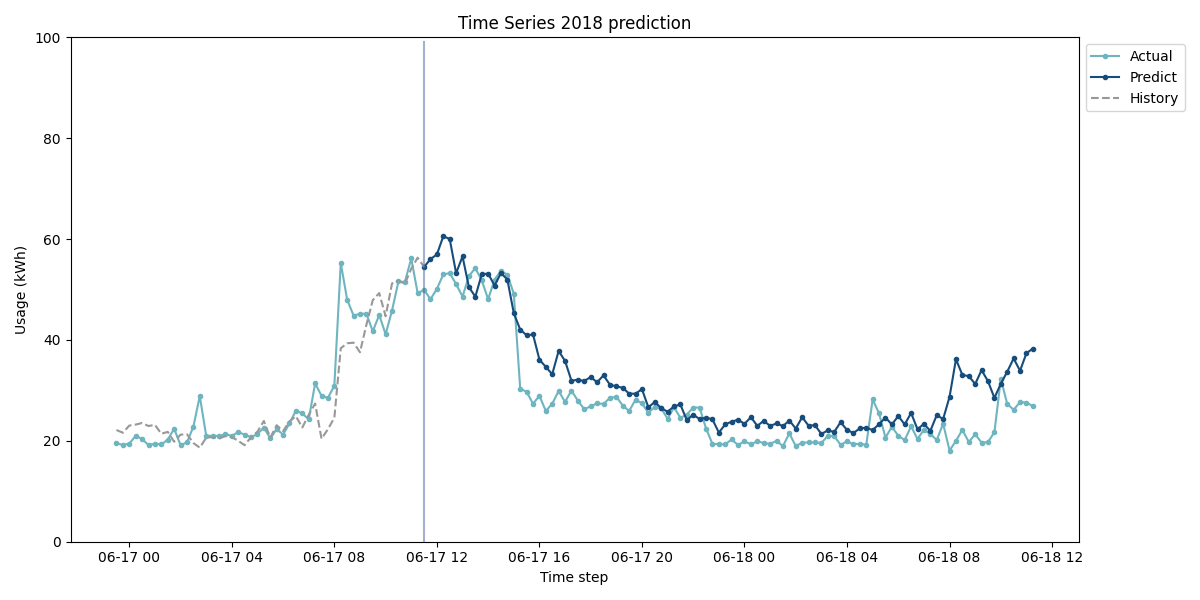 Time Series 2018 prediction
100
80
60
40
20
0
Usage (kWh)
06-17 00
06-17 04
06-17 08
06-17 12
06-17 16
06-17 20
06-18 00
06-18 04
06-18 08
06-18 12
Time step
Actual
Predict
History